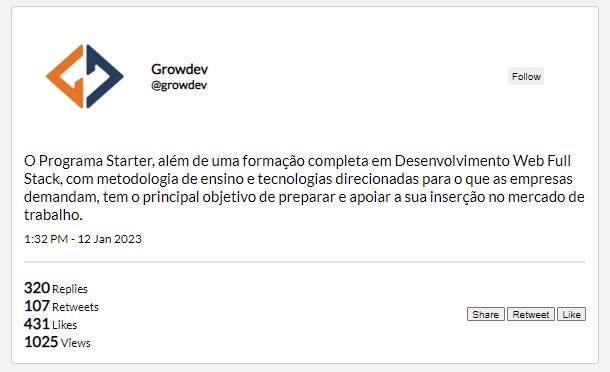 Growdev
@growdev
Follow
O Programa Starter, além de uma formação completa em Desenvolvimento Web Full
Stack, com metodologia de ensino e tecnologias direcionadas para o que as empresas
demandam, tem o principal objetivo de preparar e apoiar a sua inserção no mercado de
trabalho.
1:32 PM - 12 Jan 2023
320 Replies
107 Retweets
431 Likes
1025 Views
Share Retweet Like